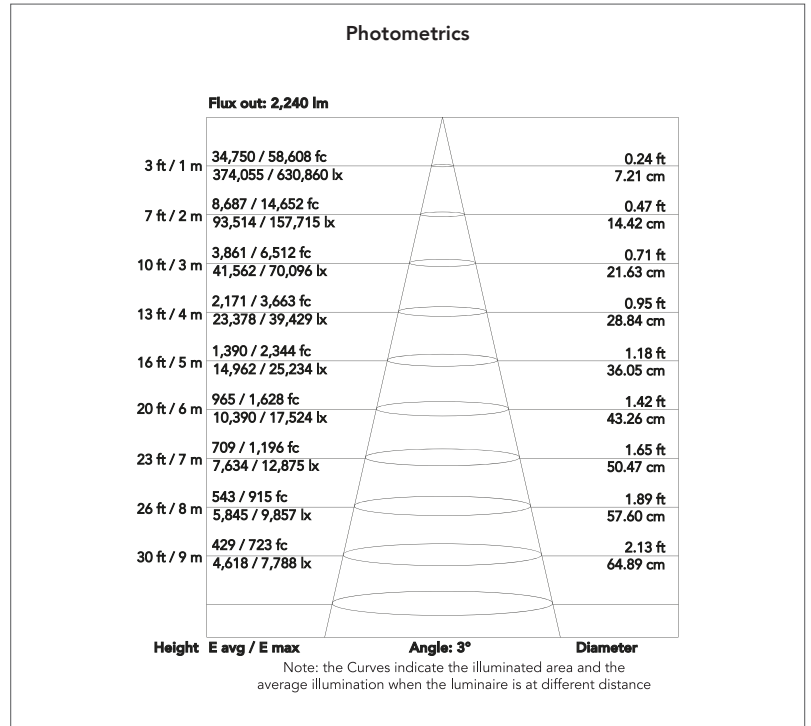 Photometrics
Flux out: 2,240 lm
3 ft / 1 m
34,750 / 58,608 fc
374,055 / 630,860 lx
0.24 ft
7.21 cm
7 ft / 2 m
8,687 / 14,652 fc
93,514 / 157,715 lx
0.47 ft
14.42 cm
10 ft / 3 m
3,861 / 6,512 fc
41,562 / 70,096 lx
0.71 ft
21.63 cm
13 ft / 4 m
2,171 / 3,663 fc
23,378 / 39,429 lx
0.95 ft
28.84 cm
16 ft / 5 m
1,390 / 2,344 fc
14,962 / 25,234 lx
1.18 ft
36.05 cm
20 ft / 6 m
965 / 1,628 fc
10,390 / 17,524 lx
1.42 ft
43.26 cm
23 ft / 7 m
709 / 1,196 fc
7,634 / 12,875 lx
1.65 ft
50.47 cm
26 ft / 8 m
543 / 915 fc
5,845 / 9,857 lx
1.89 ft
57.60 cm
30 ft / 9 m
429 / 723 fc
4,618 / 7,788 lx
2.13 ft
64.89 cm
Height E avg / E max Angle: 3° Diameter
Note: the Curves indicate the illuminated area and the
average illumination when the luminaire is at different distance